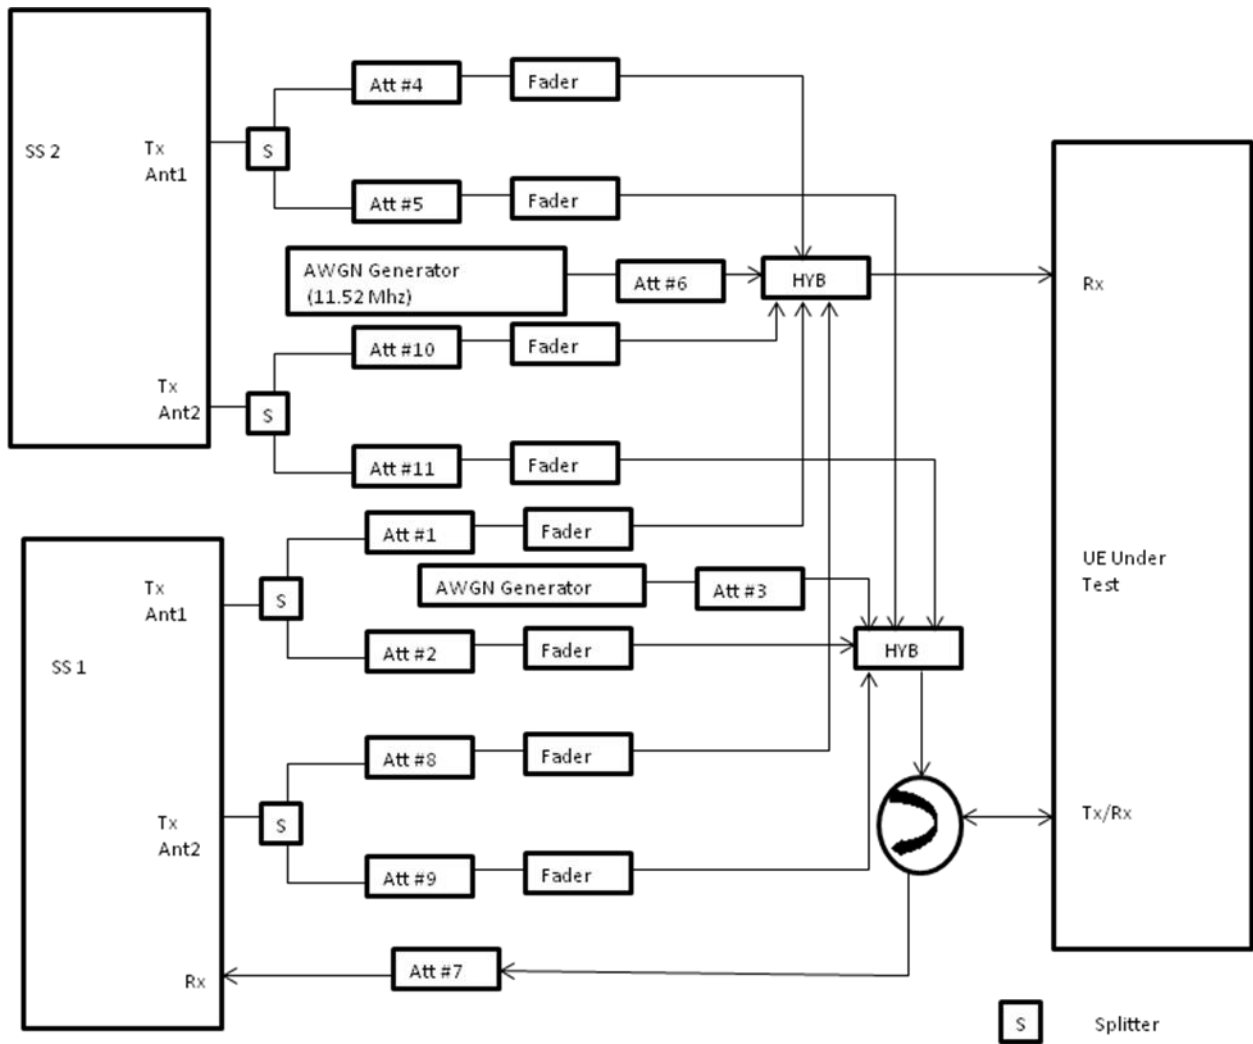 Att #4
Fader
SS 2
Tx
Ant1
S
Att #5
Fader
AWGN Generator
(11.52 Mhz)
Att #6
HYB
Rx
Att #10
Fader
Tx
Ant2
S
Att #11
Fader
Att #1
Fader
Tx
Ant1
S
AWGN Generator
Att #3
UE Under
Test
Att #2
Fader
HYB
SS 1
Att #8
Fader
Tx
Ant2
S
Tx/Rx
Att #9
Fader
Rx
Att #7
S
Splitter